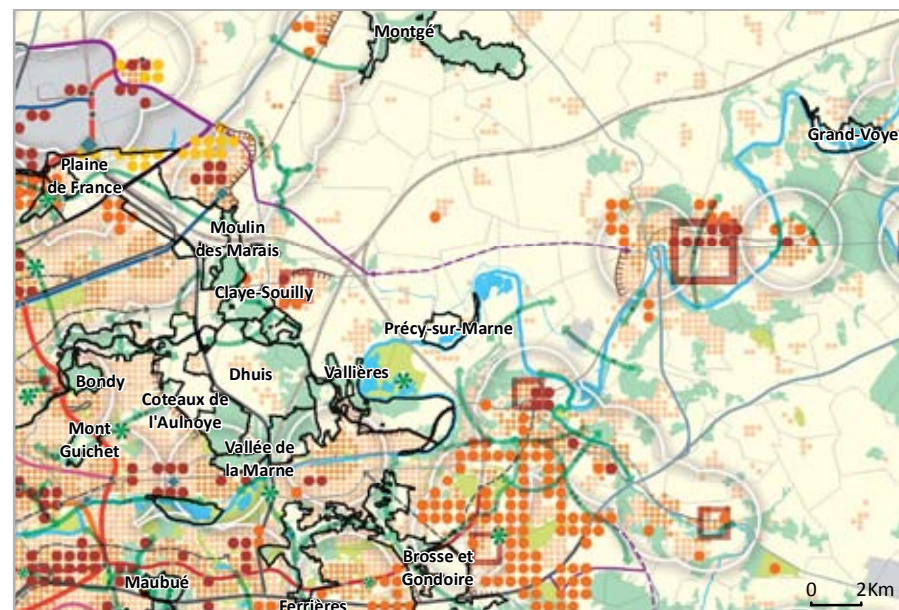 Montgé
Grand-Voye
Plaine
de France
Moulin
des Marais
Claye-Souilly
Précy-sur-Marne
Bondy
Dhuis
Vallières
Coteaux de
l'Aulnoye
Mont
Guichet
Vallée de
la Marne
Maubué
Brosse et
Gondoire
Ferrières
0 2Km